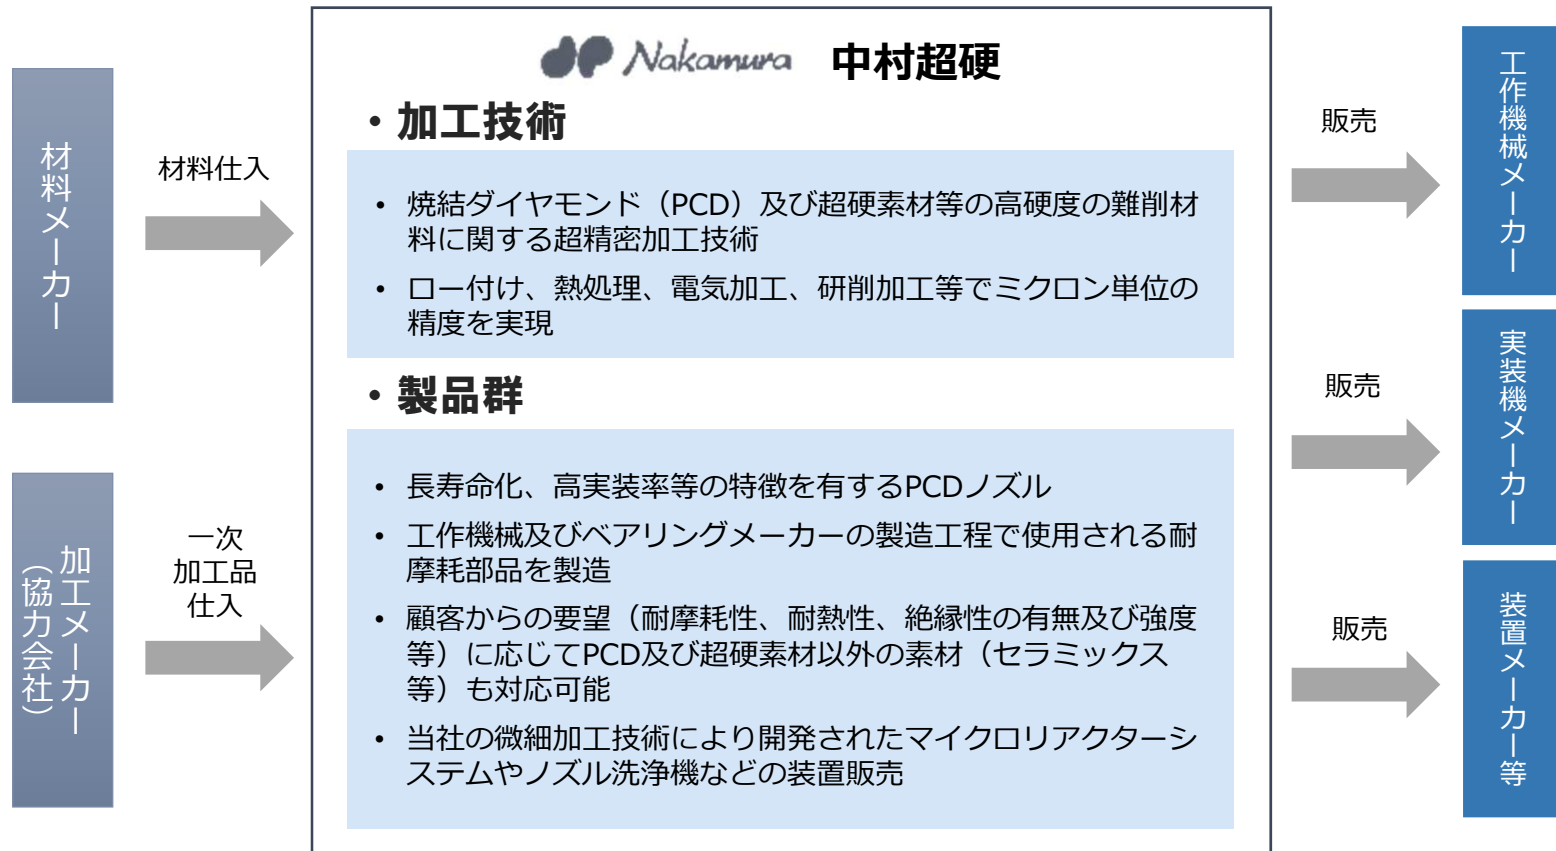 材料メーカー
材料仕入
加工メーカー
(協力会社)
一次
加工品
仕入
Nakamura 中村超硬
・加工技術
• 焼結ダイヤモンド（PCD）及び超硬素材等の高硬度の難削材
料に関する超精密加工技術
• ロー付け、熱処理、電気加工、研削加工等でミクロン単位の
精度を実現
・製品群
• 長寿命化、高実装率等の特徴を有するPCDノズル
• 工作機械及びベアリングメーカーの製造工程で使用される耐
摩耗部品を製造
• 顧客からの要望（耐摩耗性、耐熱性、絶縁性の有無及び強度
等）に応じてPCD及び超硬素材以外の素材（セラミックス
等）も対応可能
• 当社の微細加工技術により開発されたマイクロリアクターシ
ステムやノズル洗浄機などの装置販売
販売
工作機械メーカー
販売
実装機メーカー
販売
装置メーカー等